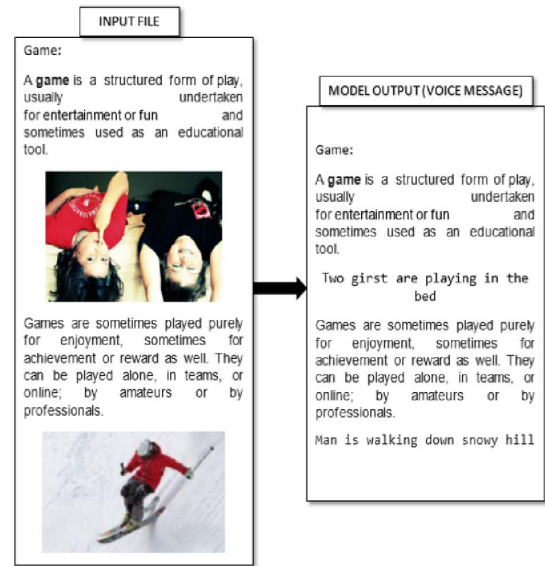 INPUT FILE
Game:
A game is a structured form of play,
usually undertaken
for entertainment or fun and
sometimes used as an educational
tool.
Games are sometimes played purely
for enjoyment, sometimes for
achievement or reward as well. They
can be played alone, in teams, or
online; by amateurs or by
professionals.
MODEL OUTPUT (VOICE MESSAGE)
Game:
A game is a structured form of play,
usually undertaken
for entertainment or fun and
sometimes used as an educational
tool.
Two girst are playing in the
bed
Games are sometimes played purely
for enjoyment, sometimes for
achievement or reward as well. They
can be played alone, in teams, or
online; by amateurs or by
professionals.
Man is walking down snowy hill